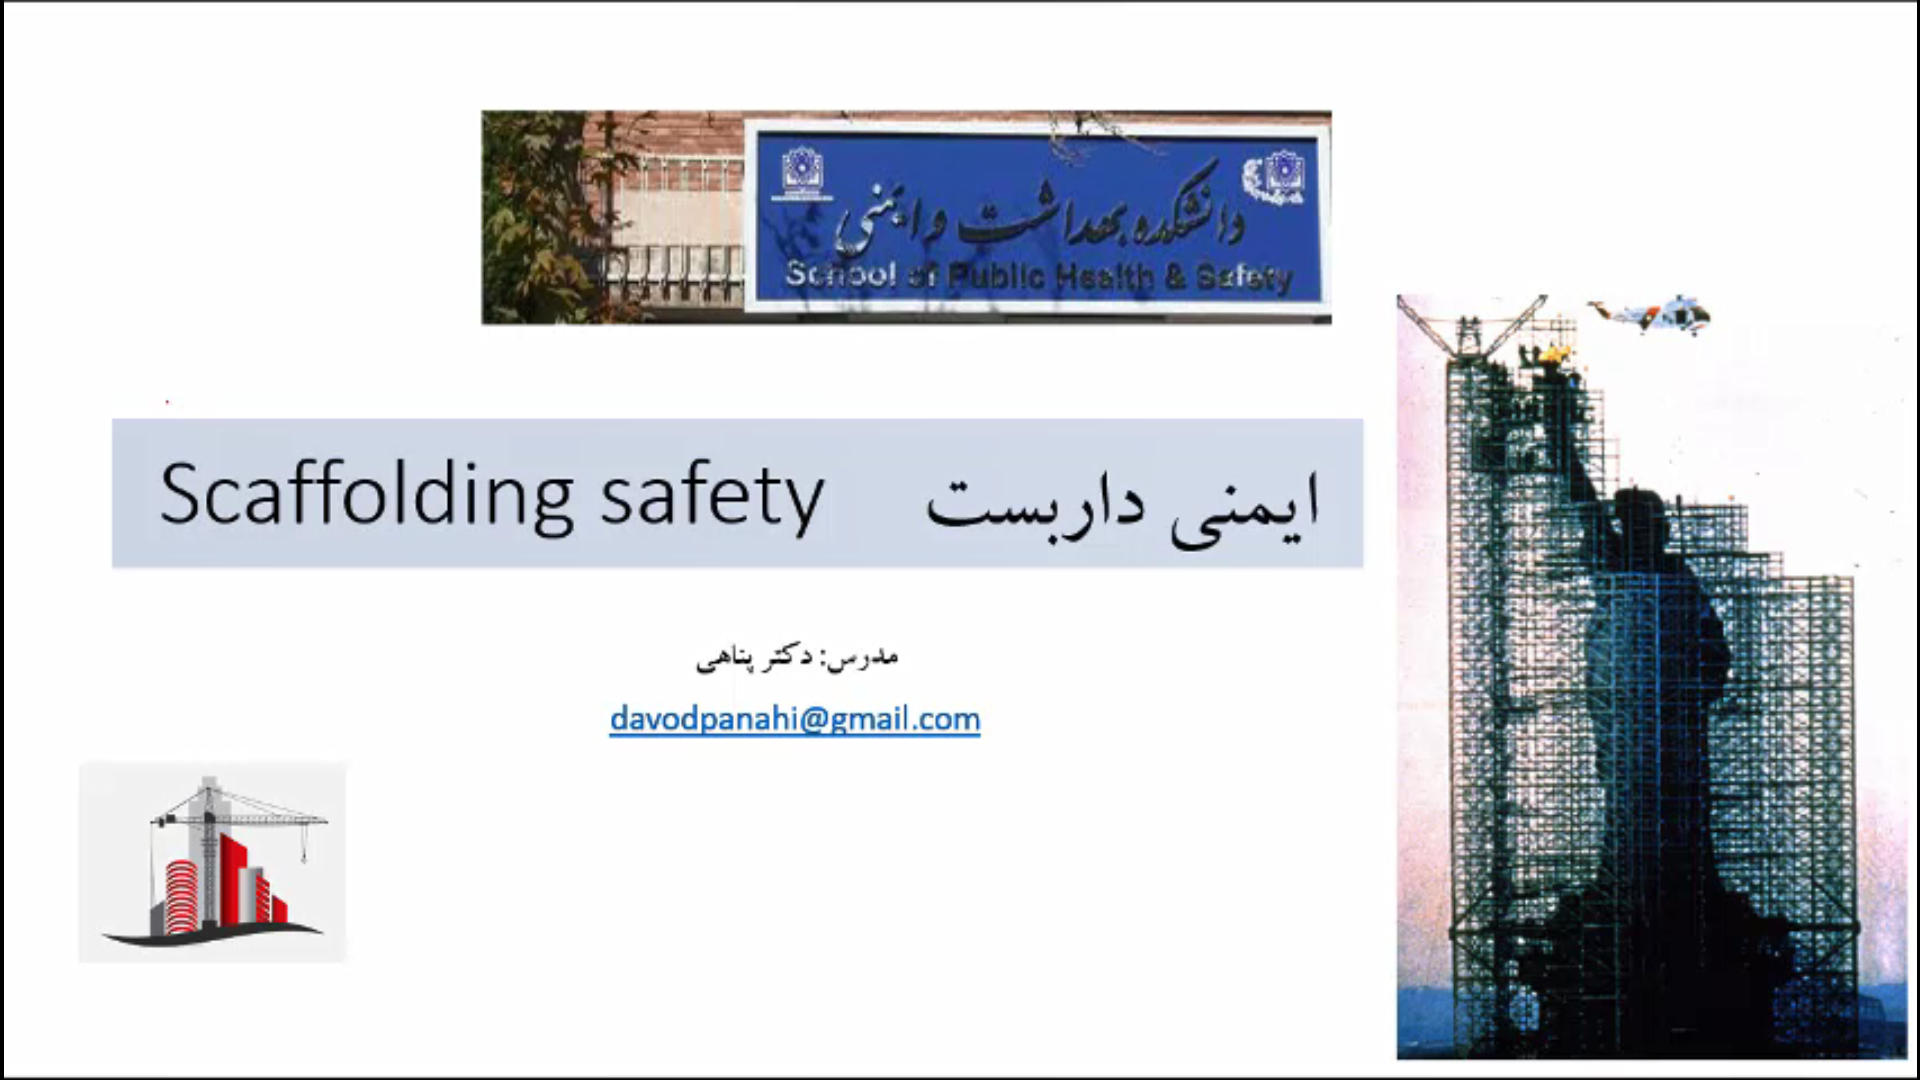 دانشکده بهداشت و ایمنی
School of Public Health & Safety
Scaffolding safety ایمنی داربست
مدرس: دکتر پناهی
davodpanahi@gmail.com